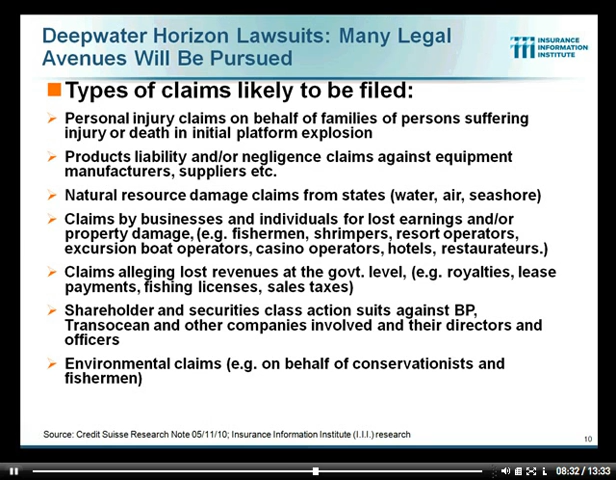 Deepwater Horizon Lawsuits: Many Legal
Avenues Will Be Pursued
INSURANCE
INFORMATION
INSTITUTE
Types of claims likely to be filed:
Personal injury claims on behalf of families of persons suffering
injury or death in initial platform explosion
Products liability and/or negligence claims against equipment
manufacturers, suppliers etc.
Natural resource damage claims from states (water, air, seashore)
Claims by businesses and individuals for lost earnings and/or
property damage, (e.g. fishermen, shrimpers, resort operators,
excursion boat operators, casino operators, hotels, restaurateurs.)
Claims alleging lost revenues at the govt. level, (e.g. royalties, lease
payments, fishing licenses, sales taxes)
Shareholder and securities class action suits against BP,
Transocean and other companies involved and their directors and
officers
Environmental claims (e.g. on behalf of conservationists and
fishermen)
Source: Credit Suisse Research Note 05/11/10; Insurance Information Institute (I.I.I.) research
10
08:32 / 13:33